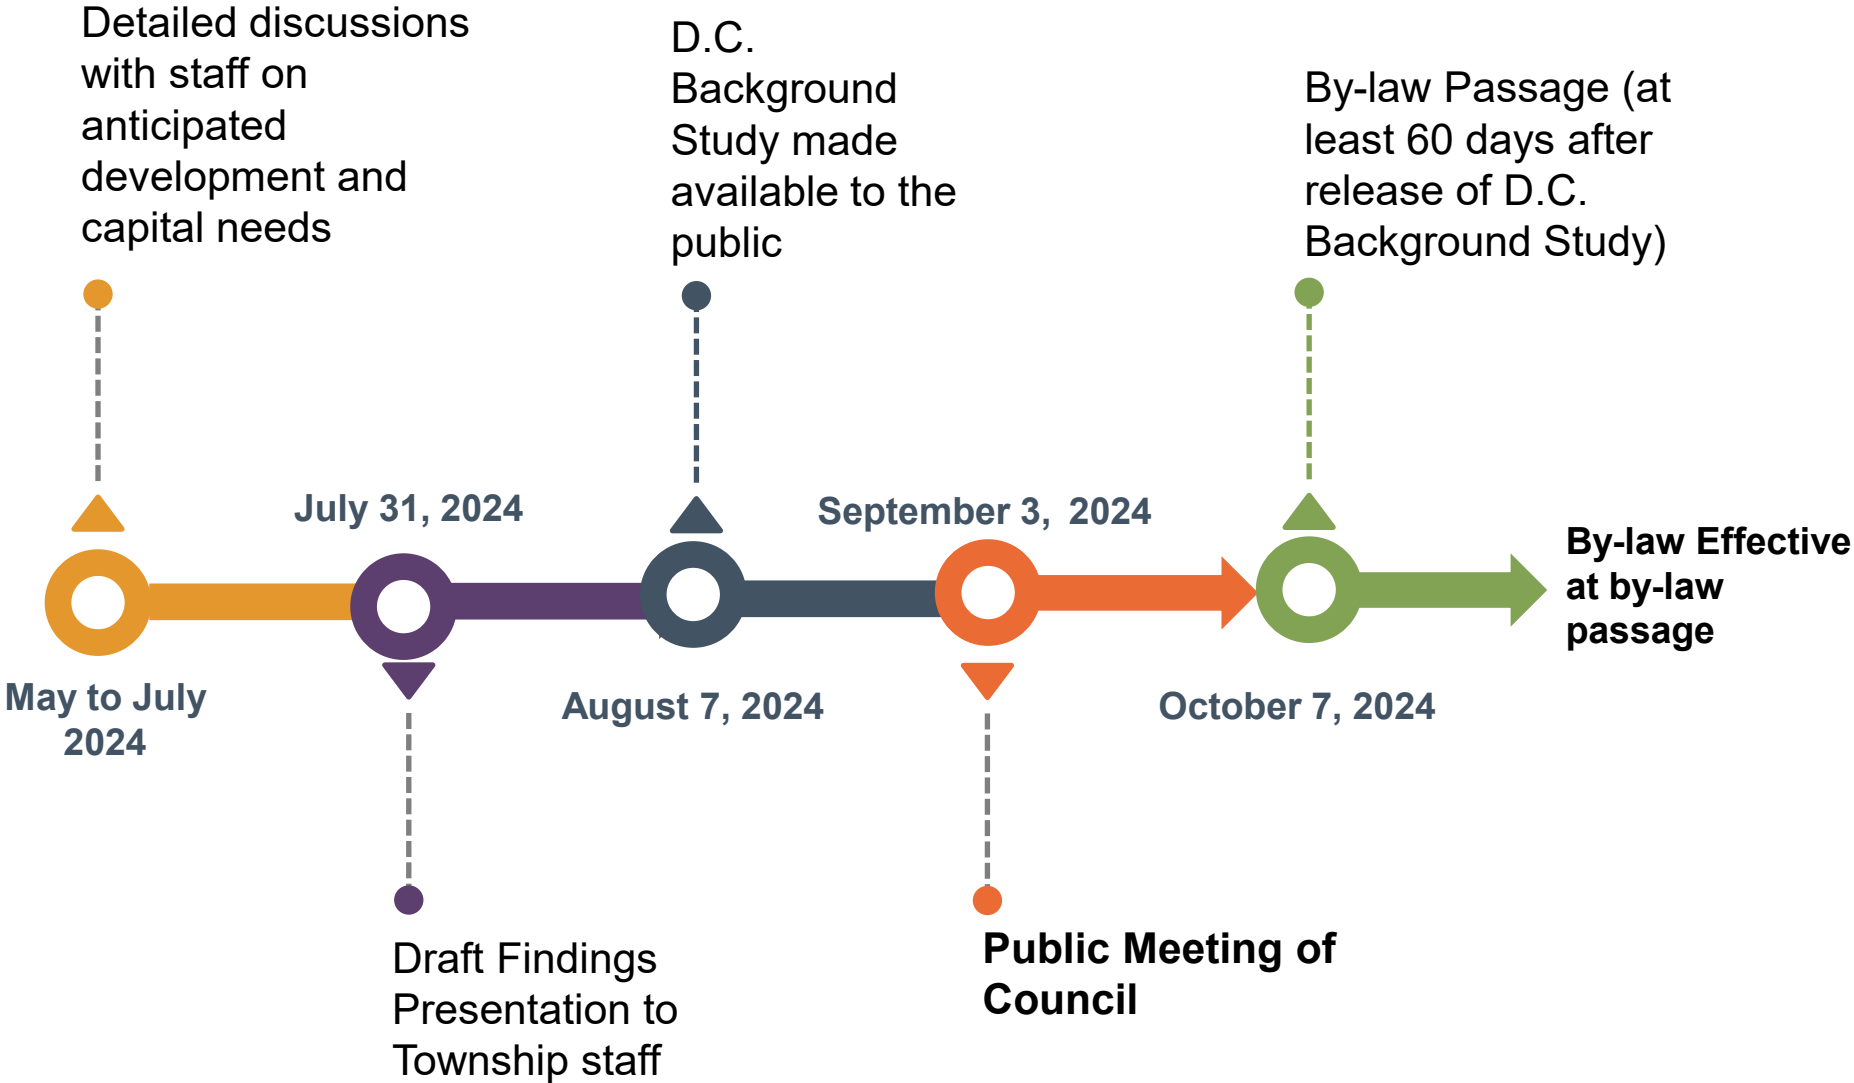 Detailed discussions
with staff on
anticipated
development and
capital needs
D.C.
Background
Study made
available to the
public
By-law Passage (at
least 60 days after
release of D.C.
Background Study)
July 31, 2024
September 3,  2024
By-law Effective
at by-law
passage
May to July
2024
August 7, 2024
October 7, 2024
Draft Findings
Presentation to
Township staff
Public Meeting of
Council